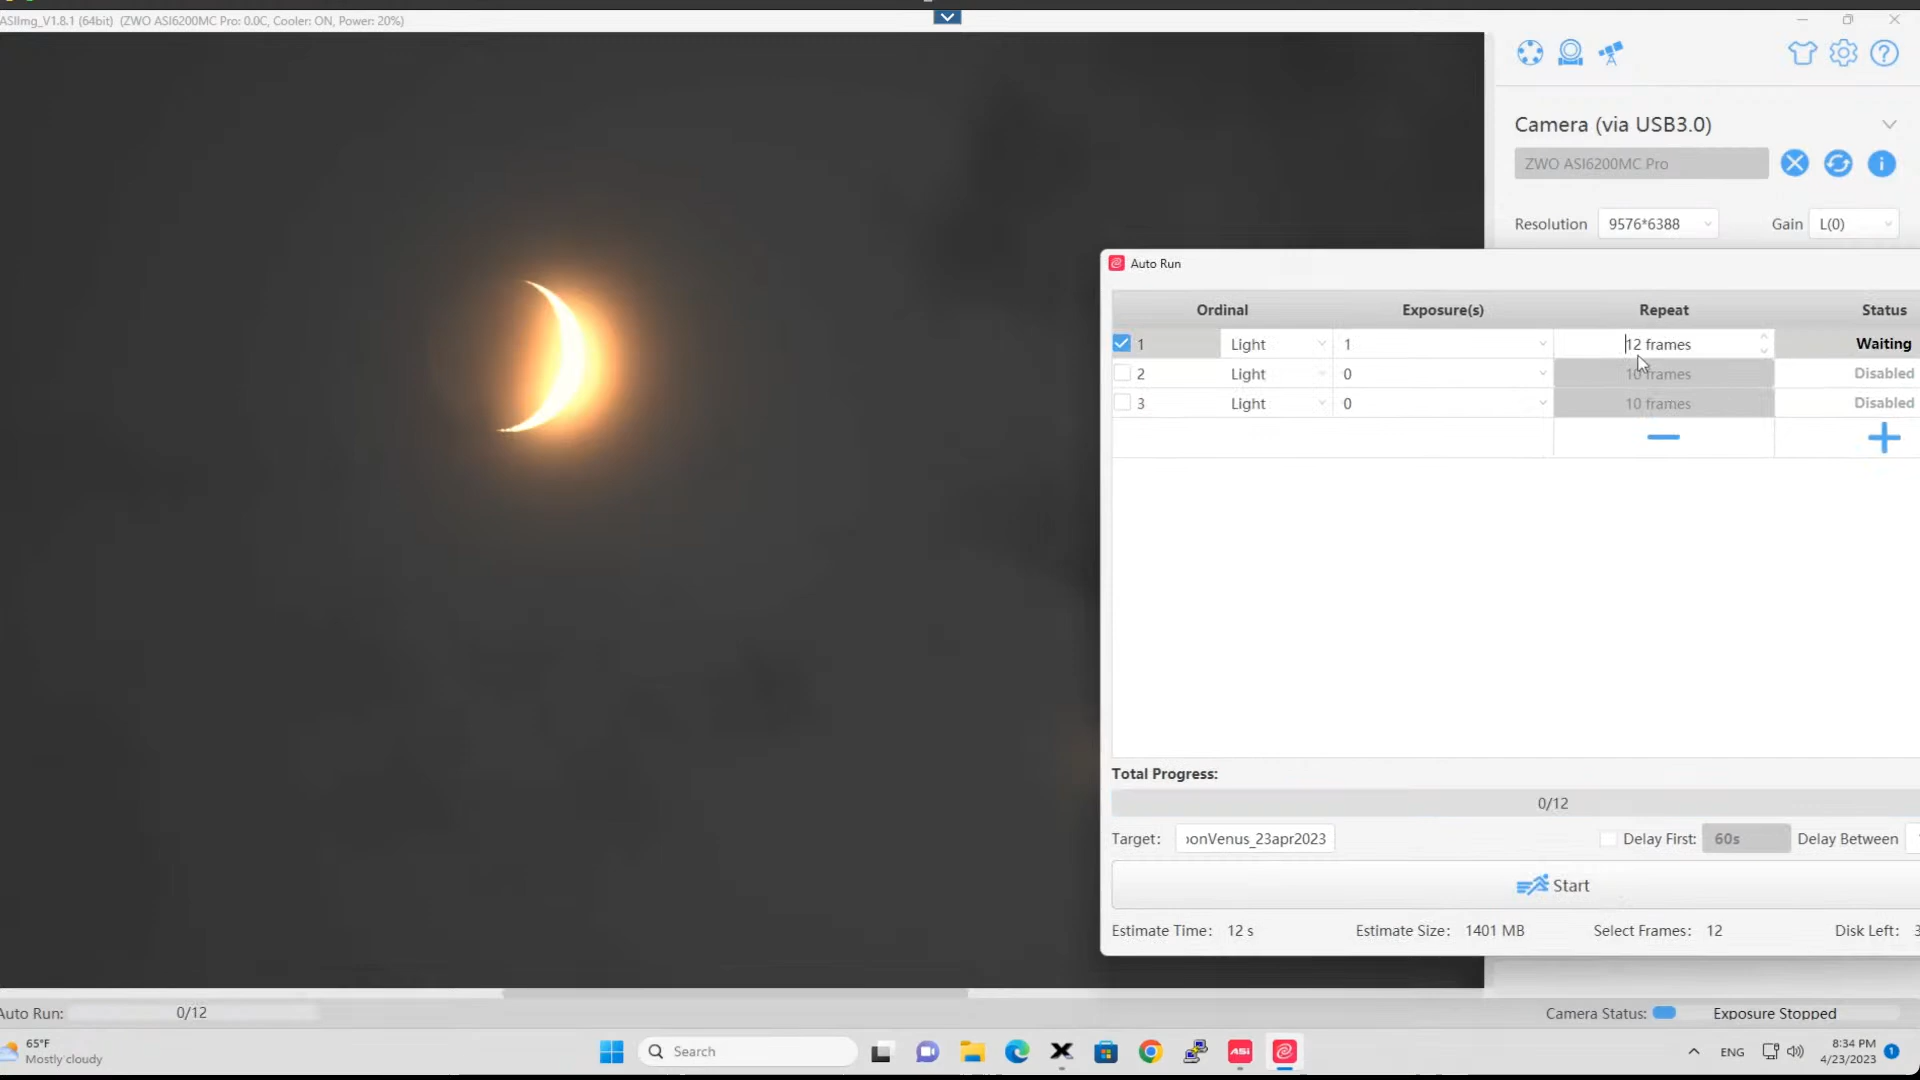 ASIImg_V1.8.1 (64bit) (ZWO ASI6200MC Pro: 0.0C, Cooler: ON, Power: 20%)
Camera (via USB3.0)
ZWO ASI6200MC Pro
Resolution 9576*6388 Gain L(0)
Auto Run
Ordinal Exposure(s) Repeat Status
1 Light 1 12 frames Waiting
2 Light 0 10 frames Disabled
3 Light 0 10 frames Disabled
Total Progress:
0/12
Target: onVenus_23apr2023 Delay First: 60s Delay Between
Start
Estimate Time: 12 s Estimate Size: 1401 MB Select Frames: 12 Disk Left: 3
Auto Run: 0/12 Camera Status: Exposure Stopped
65°F
Mostly cloudy
Search
ASI
ENG
8:34 PM
4/23/2023
1